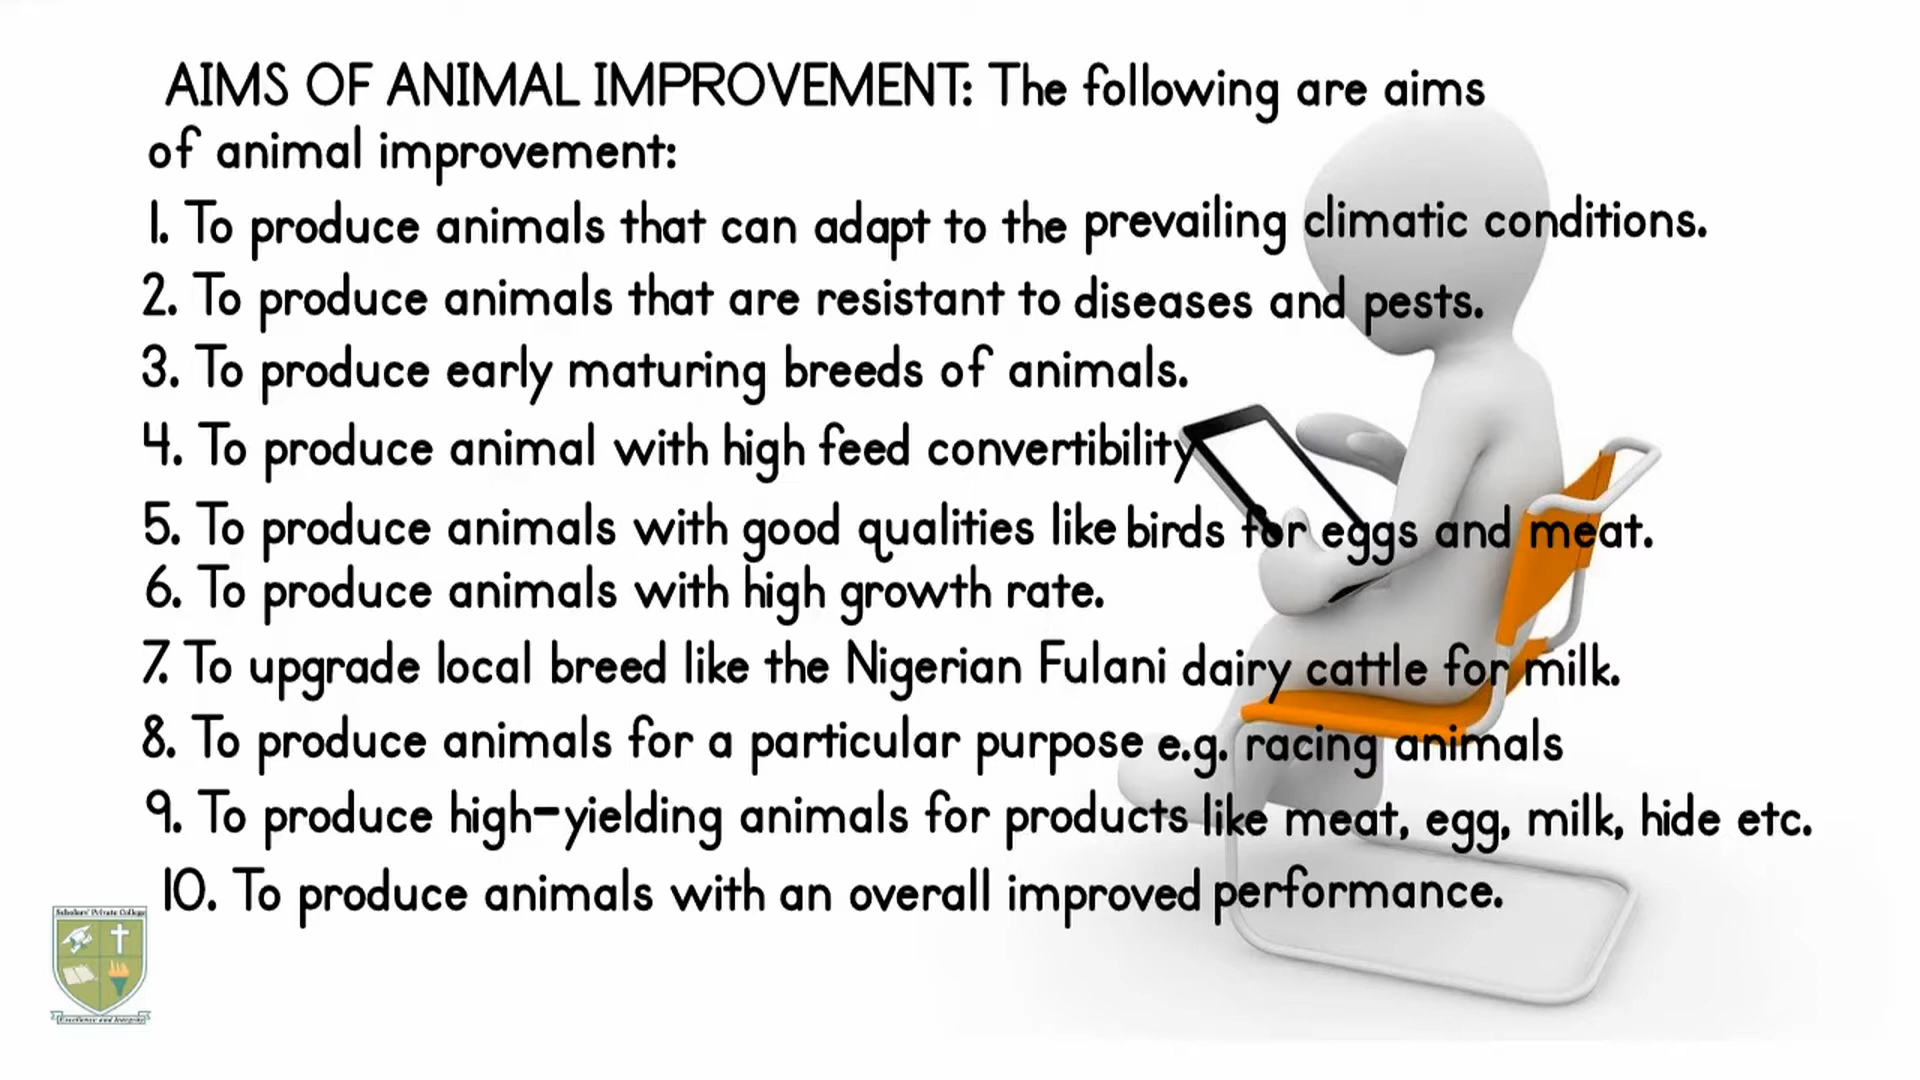 AIMS OF ANIMAL IMPROVEMENT: The following are aims
of animal improvement:
1. To produce animals that can adapt to the prevailing climatic conditions.
2. To produce animals that are resistant to diseases and pests.
3. To produce early maturing breeds of animals.
4. To produce animal with high feed convertibility
5. To produce animals with good qualities like birds for eggs and meat.
6. To produce animals with high growth rate.
7. To upgrade local breed like the Nigerian Fulani dairy cattle for milk.
8. To produce animals for a particular purpose e.g. racing animals
9. To produce high-yielding animals for products like meat, egg, milk, hide etc.
10. To produce animals with an overall improved performance.
Scholars' Private College
Excellence and Integrity